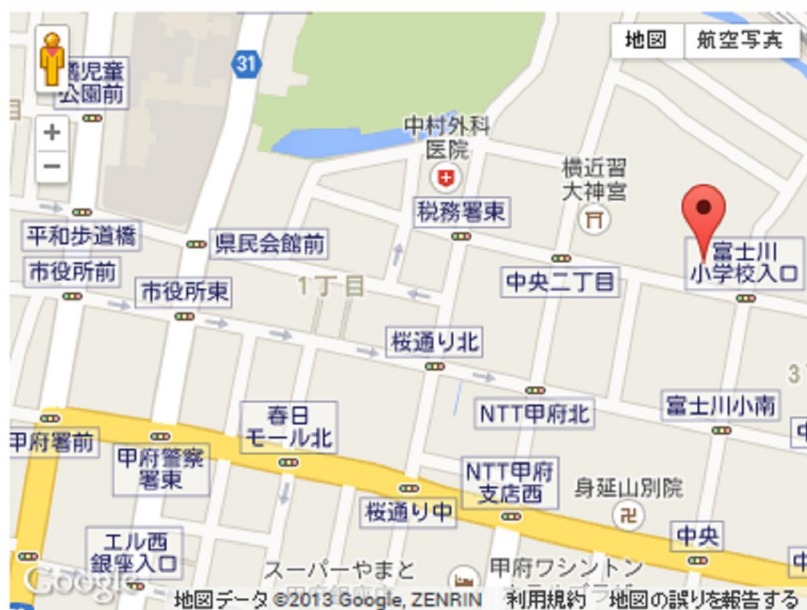 地図
航空写真
31
公園前
+
−
中村外科
医院
横近習
大神宮
税務署東
平和歩道橋
県民会館前
富士川
小学校入口
市役所前
市役所東
1丁目
中央二丁目
桜通り北
NTT甲府北
富士川小南
春日
モール北
甲府署前
甲府警察
署東
NTT甲府
支店西
身延山別院
桜通り中
中央
エル西
銀座入口
スーパーやまと
甲府ワシントン
Google
地図データ ©2013 Google, ZENRIN
利用規約
地図の誤りを報告する